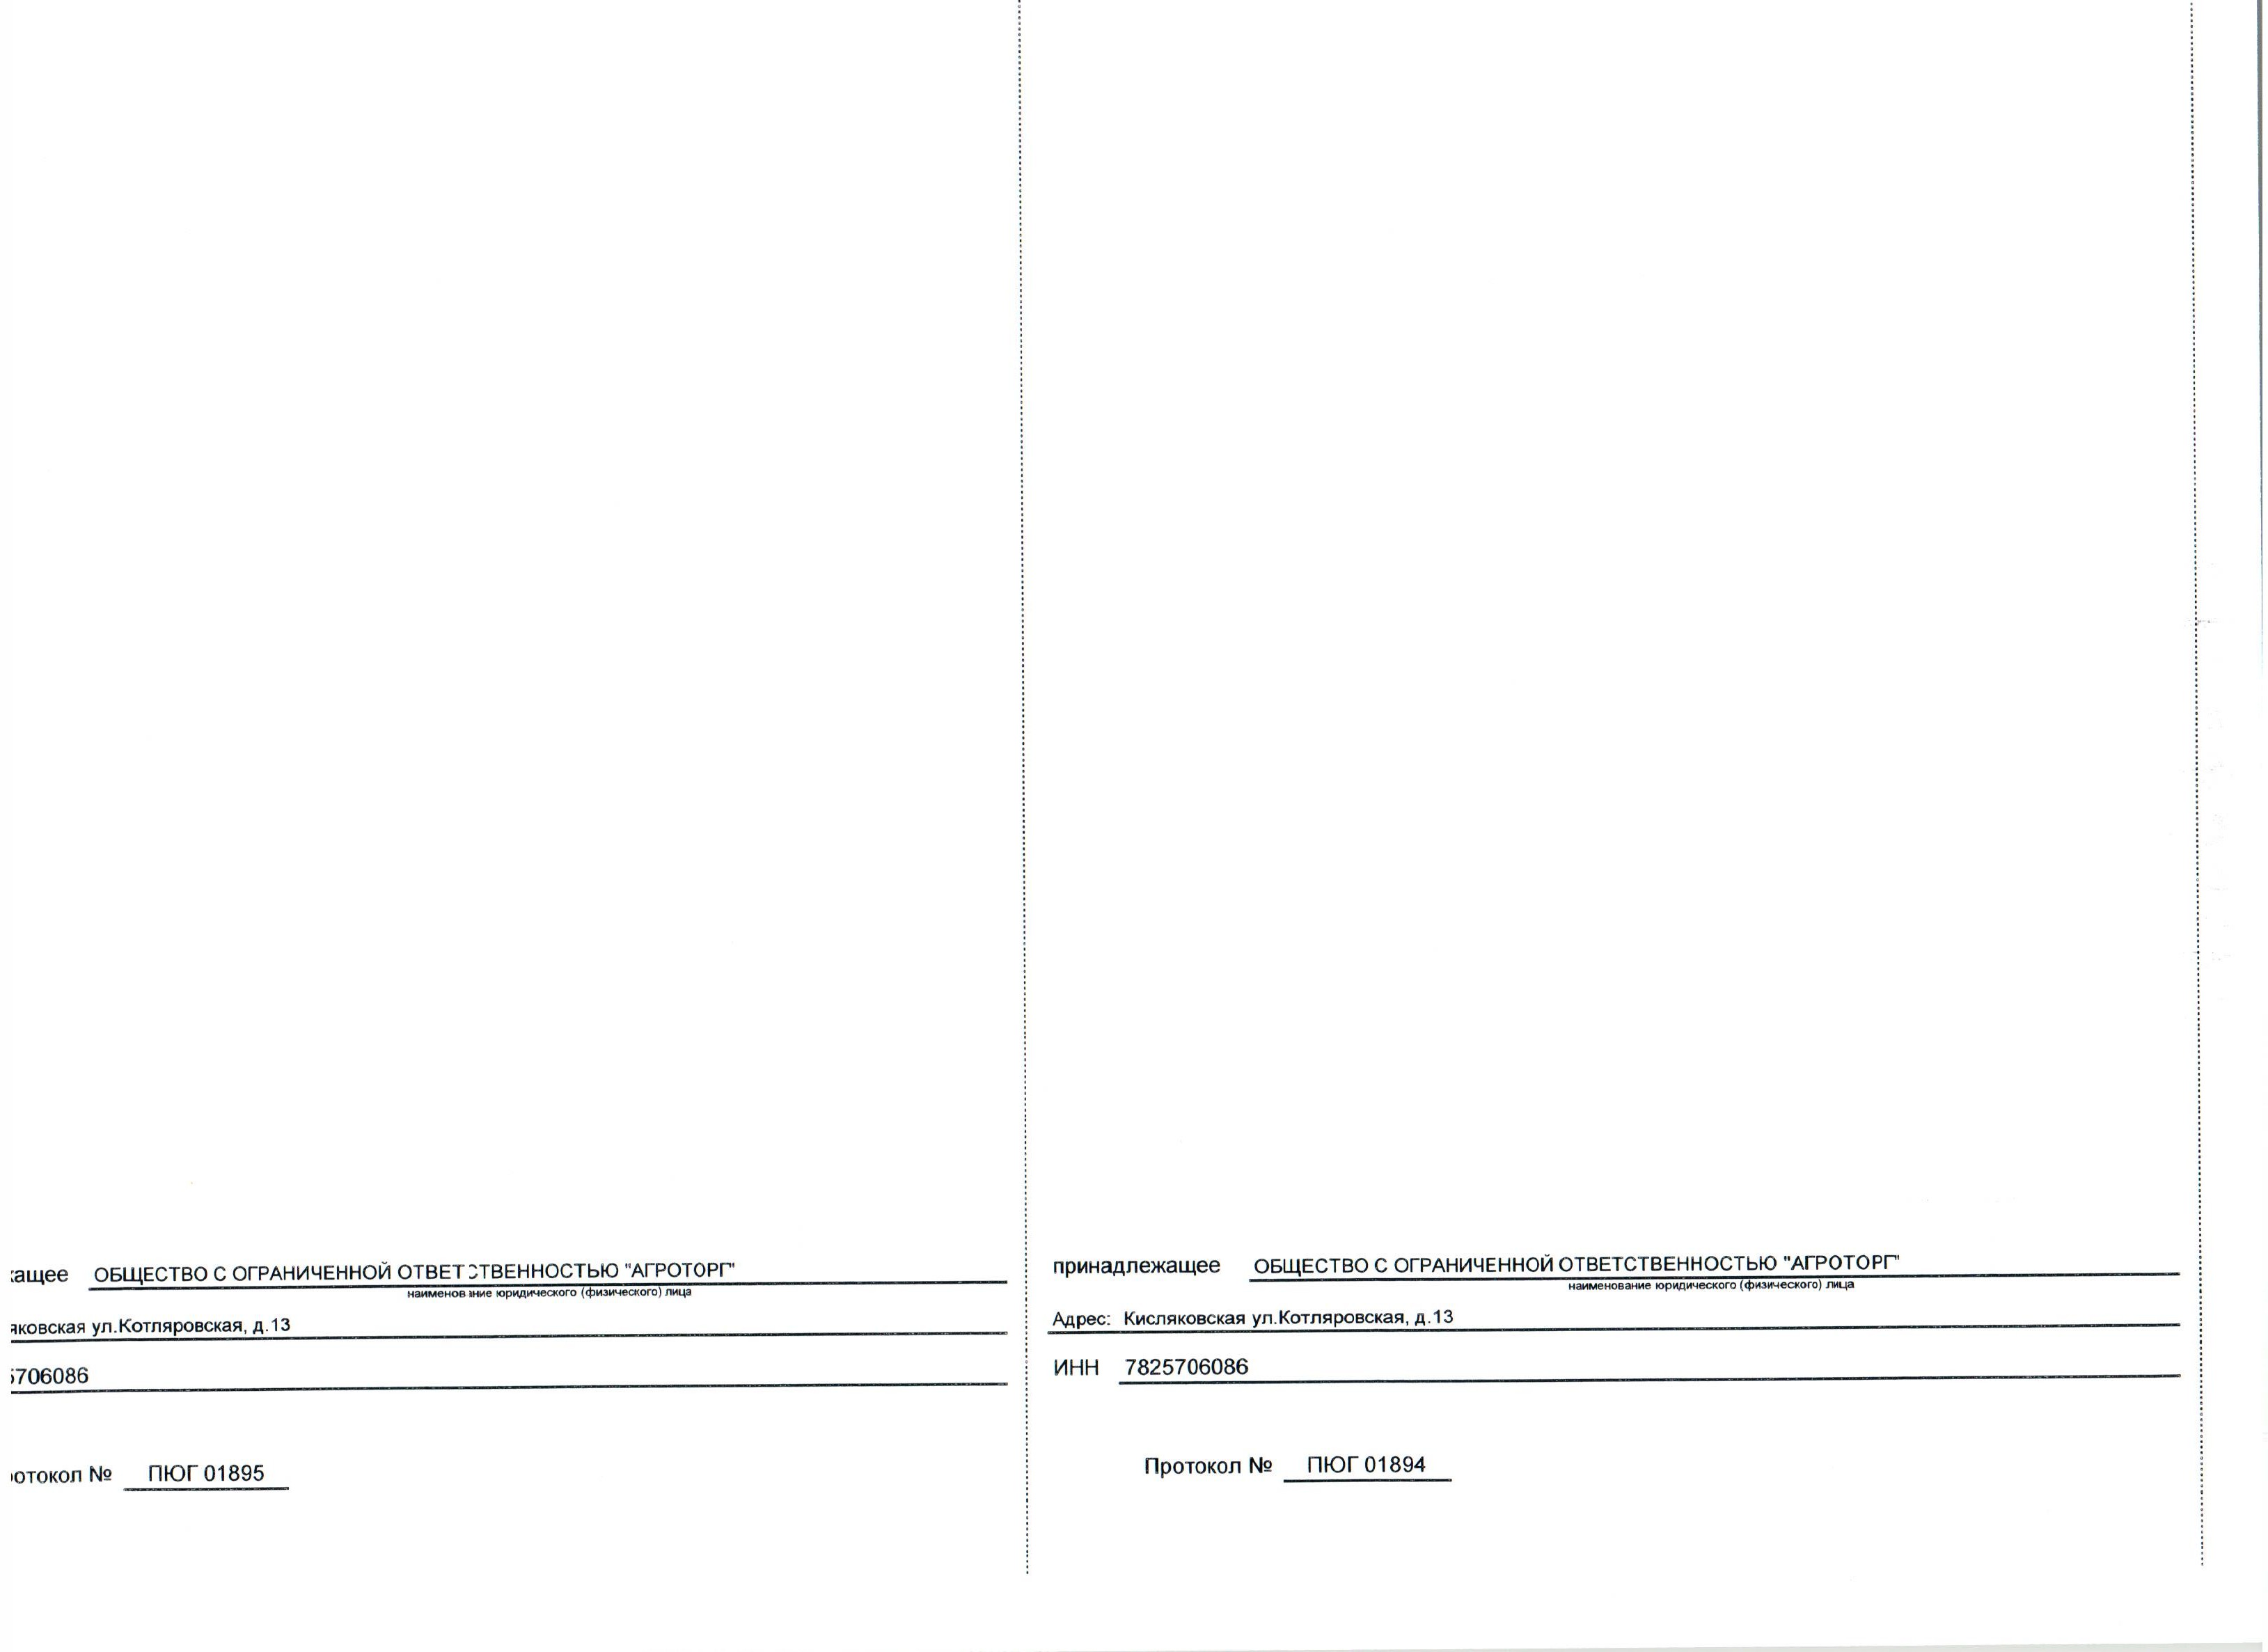 кащее ОБЩЕСТВО С ОГРАНИЧЕННОЙ ОТВЕТСТВЕННОСТЬЮ "АГРОТОРГ"
наименование юридического (физического) лица
яковская ул.Котляровская, д.13
5706086
ротокол № ПЮГ 01895
принадлежащее ОБЩЕСТВО С ОГРАНИЧЕННОЙ ОТВЕТСТВЕННОСТЬЮ "АГРОТОРГ"
наименование юридического (физического) лица
Адрес: Кисляковская ул.Котляровская, д.13
ИНН 7825706086
Протокол № ПЮГ 01894